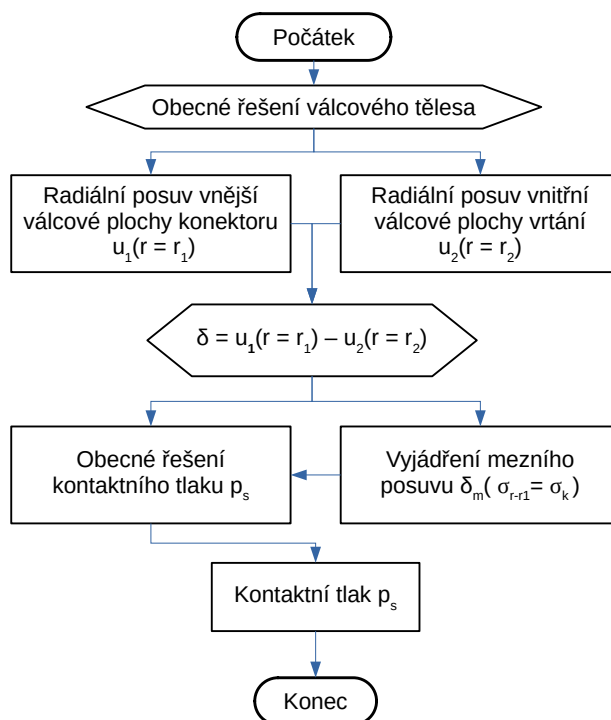 Počátek
Obecné řešení válcového tělesa
Radiální posuv vnější
válcové plochy konektoru
u₁(r = r₁)
Radiální posuv vnitřní
válcové plochy vrtání
u₂(r = r₂)
δ = u₁(r = r₁) – u₂(r = r₂)
Obecné řešení
kontaktního tlaku pₛ
Vyjádření mezního
posuvu δₘ( σᵣ₋ᵣ₁= σₖ )
Kontaktní tlak pₛ
Konec